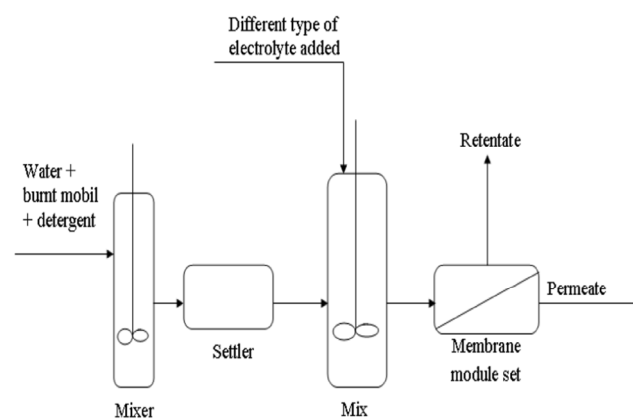 Different type of
electrolyte added
Water +
burnt mobil
+ detergent
Retentate
Permeate
Settler
Membrane
module set
Mixer
Mix